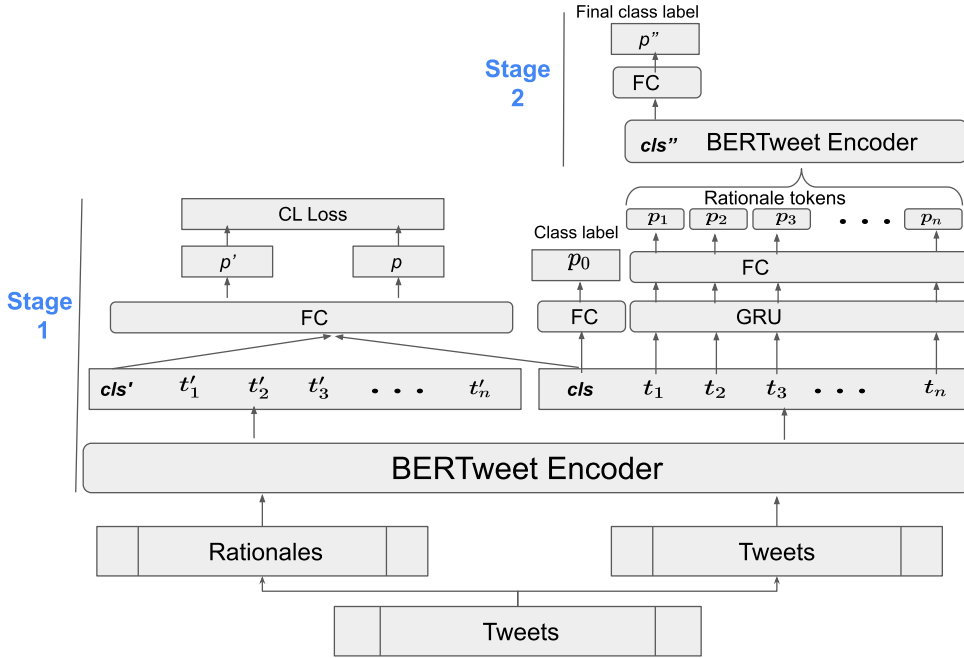 Final class label
p″
Stage
2
FC
cls″ BERTweet Encoder
Rationale tokens
p₁ p₂ p₃ . . . pₙ
CL Loss
Class label
p' p
p₀
FC
Stage
1
FC
FC
GRU
cls' t′₁ t′₂ t′₃ . . . t′ₙ
cls t₁ t₂ t₃ . . . tₙ
BERTweet Encoder
Rationales
Tweets
Tweets